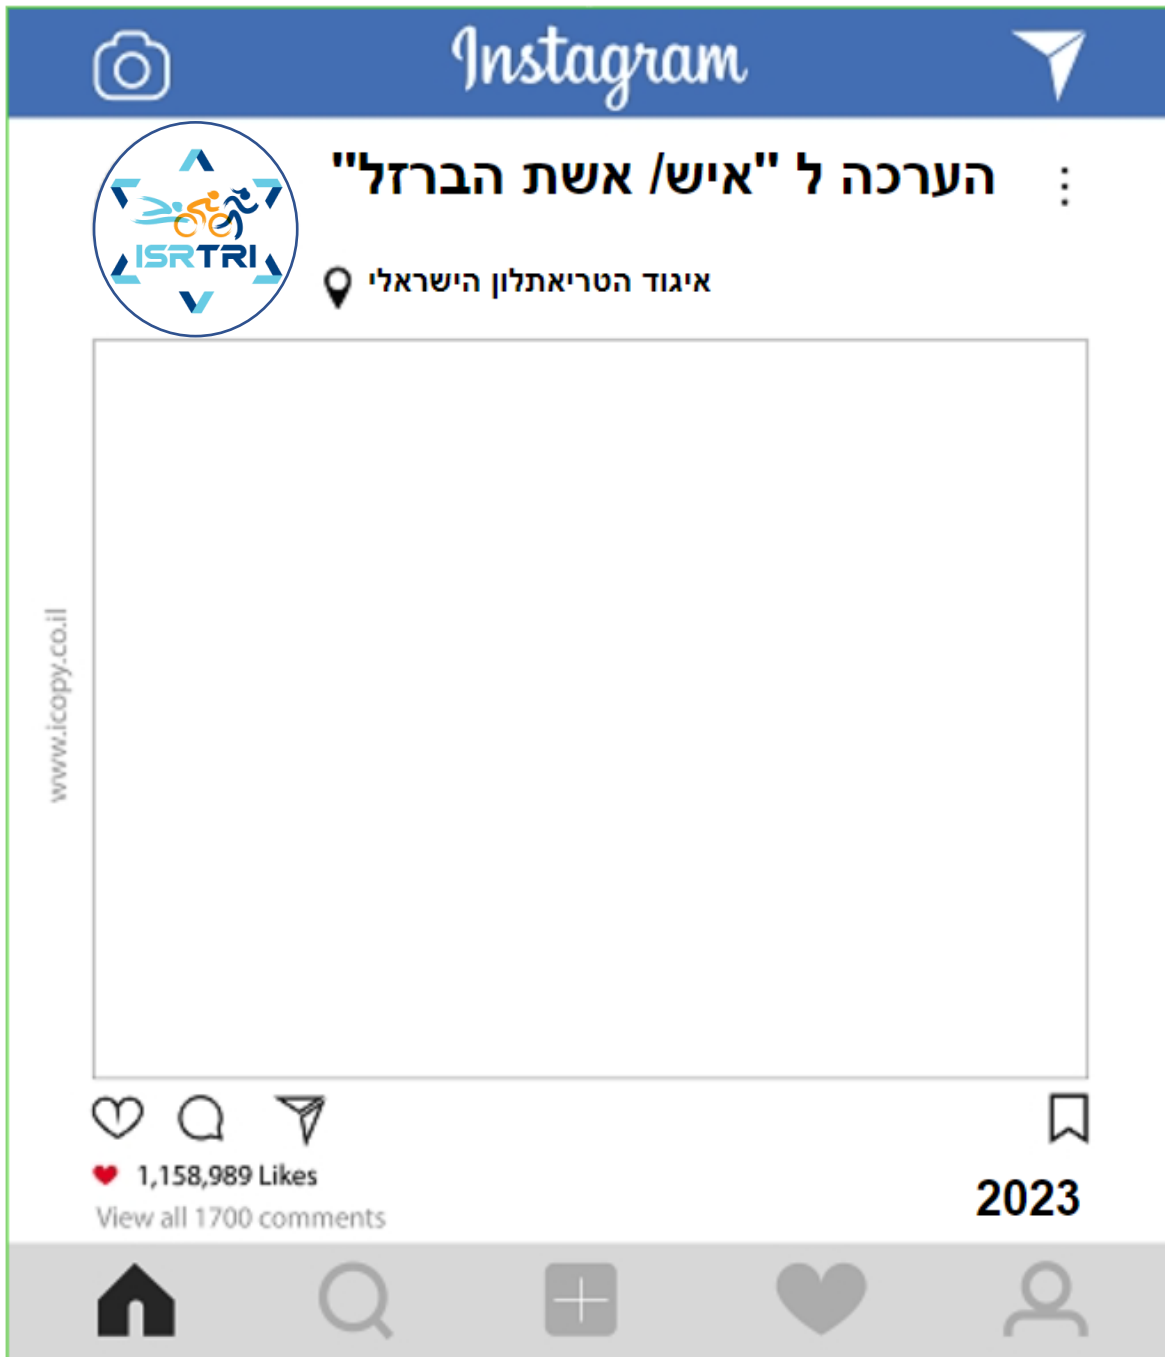 Instagram
הערכה ל "איש/ אשת הברזל"
ISRTRI
איגוד הטריאתלון הישראלי
www.icopy.co.il
1,158,989 Likes
View all 1700 comments
2023